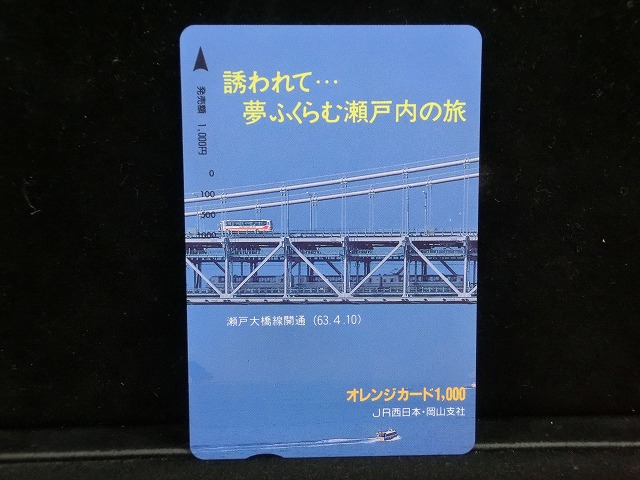 誘われて…
夢ふくらむ瀬戸内の旅
発売額 1,000円
0
100
500
1000
瀬戸大橋線開通 (63.4.10)
オレンジカード1,000
JR西日本・岡山支社